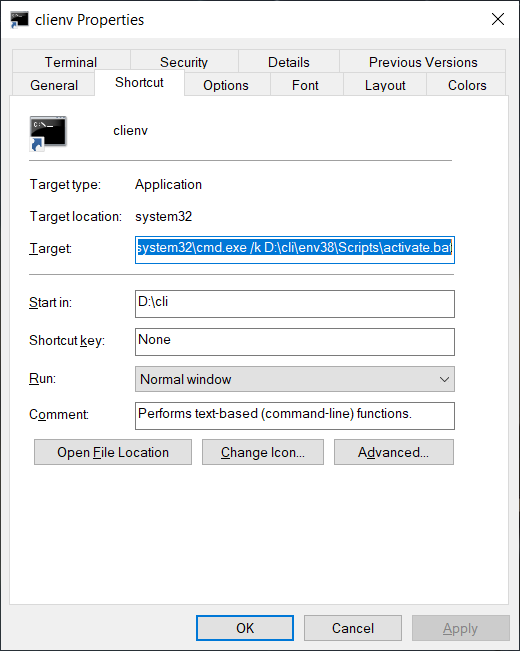 clienv Properties
Terminal Security Details Previous Versions
General Shortcut Options Font Layout Colors
clienv
Target type: Application
Target location: system32
Target: system32\cmd.exe /k D:\cli\env38\Scripts\activate.bat
Start in: D:\cli
Shortcut key: None
Run: Normal window
Comment: Performs text-based (command-line) functions.
Open File Location Change Icon... Advanced...
OK Cancel Apply